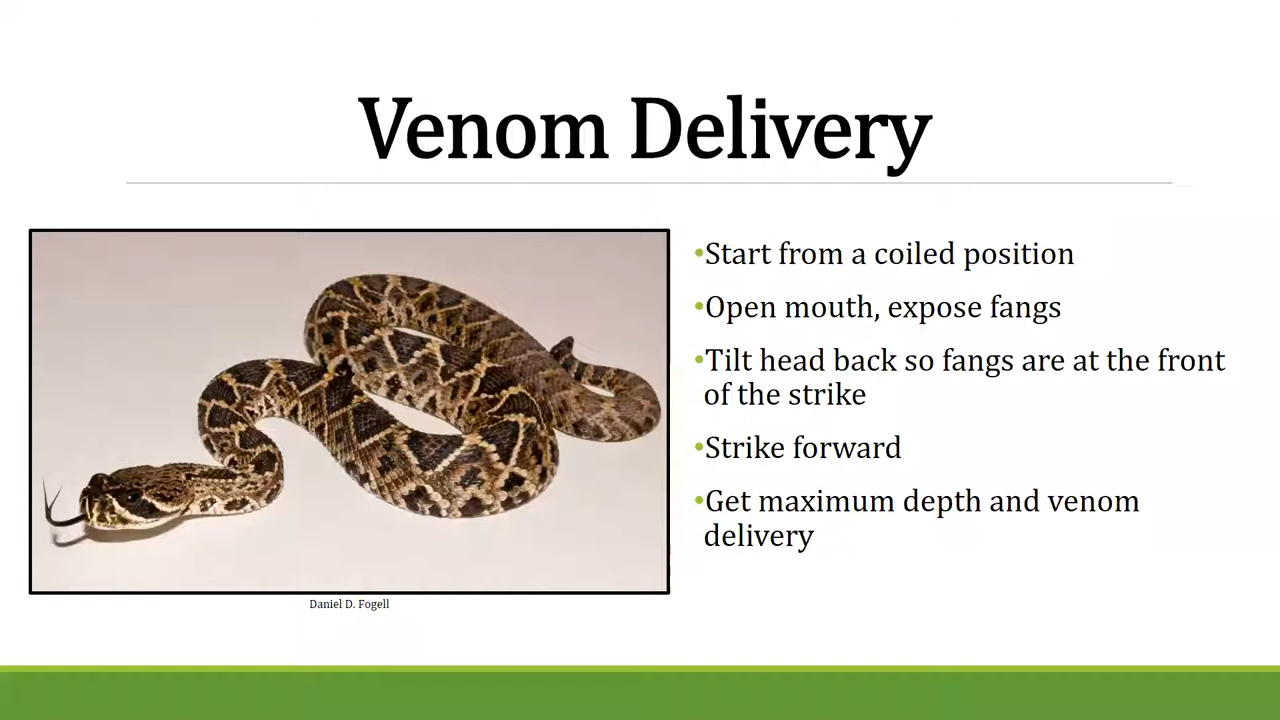 Venom Delivery
•Start from a coiled position
•Open mouth, expose fangs
•Tilt head back so fangs are at the front
of the strike
•Strike forward
•Get maximum depth and venom
delivery
Daniel D. Fogell